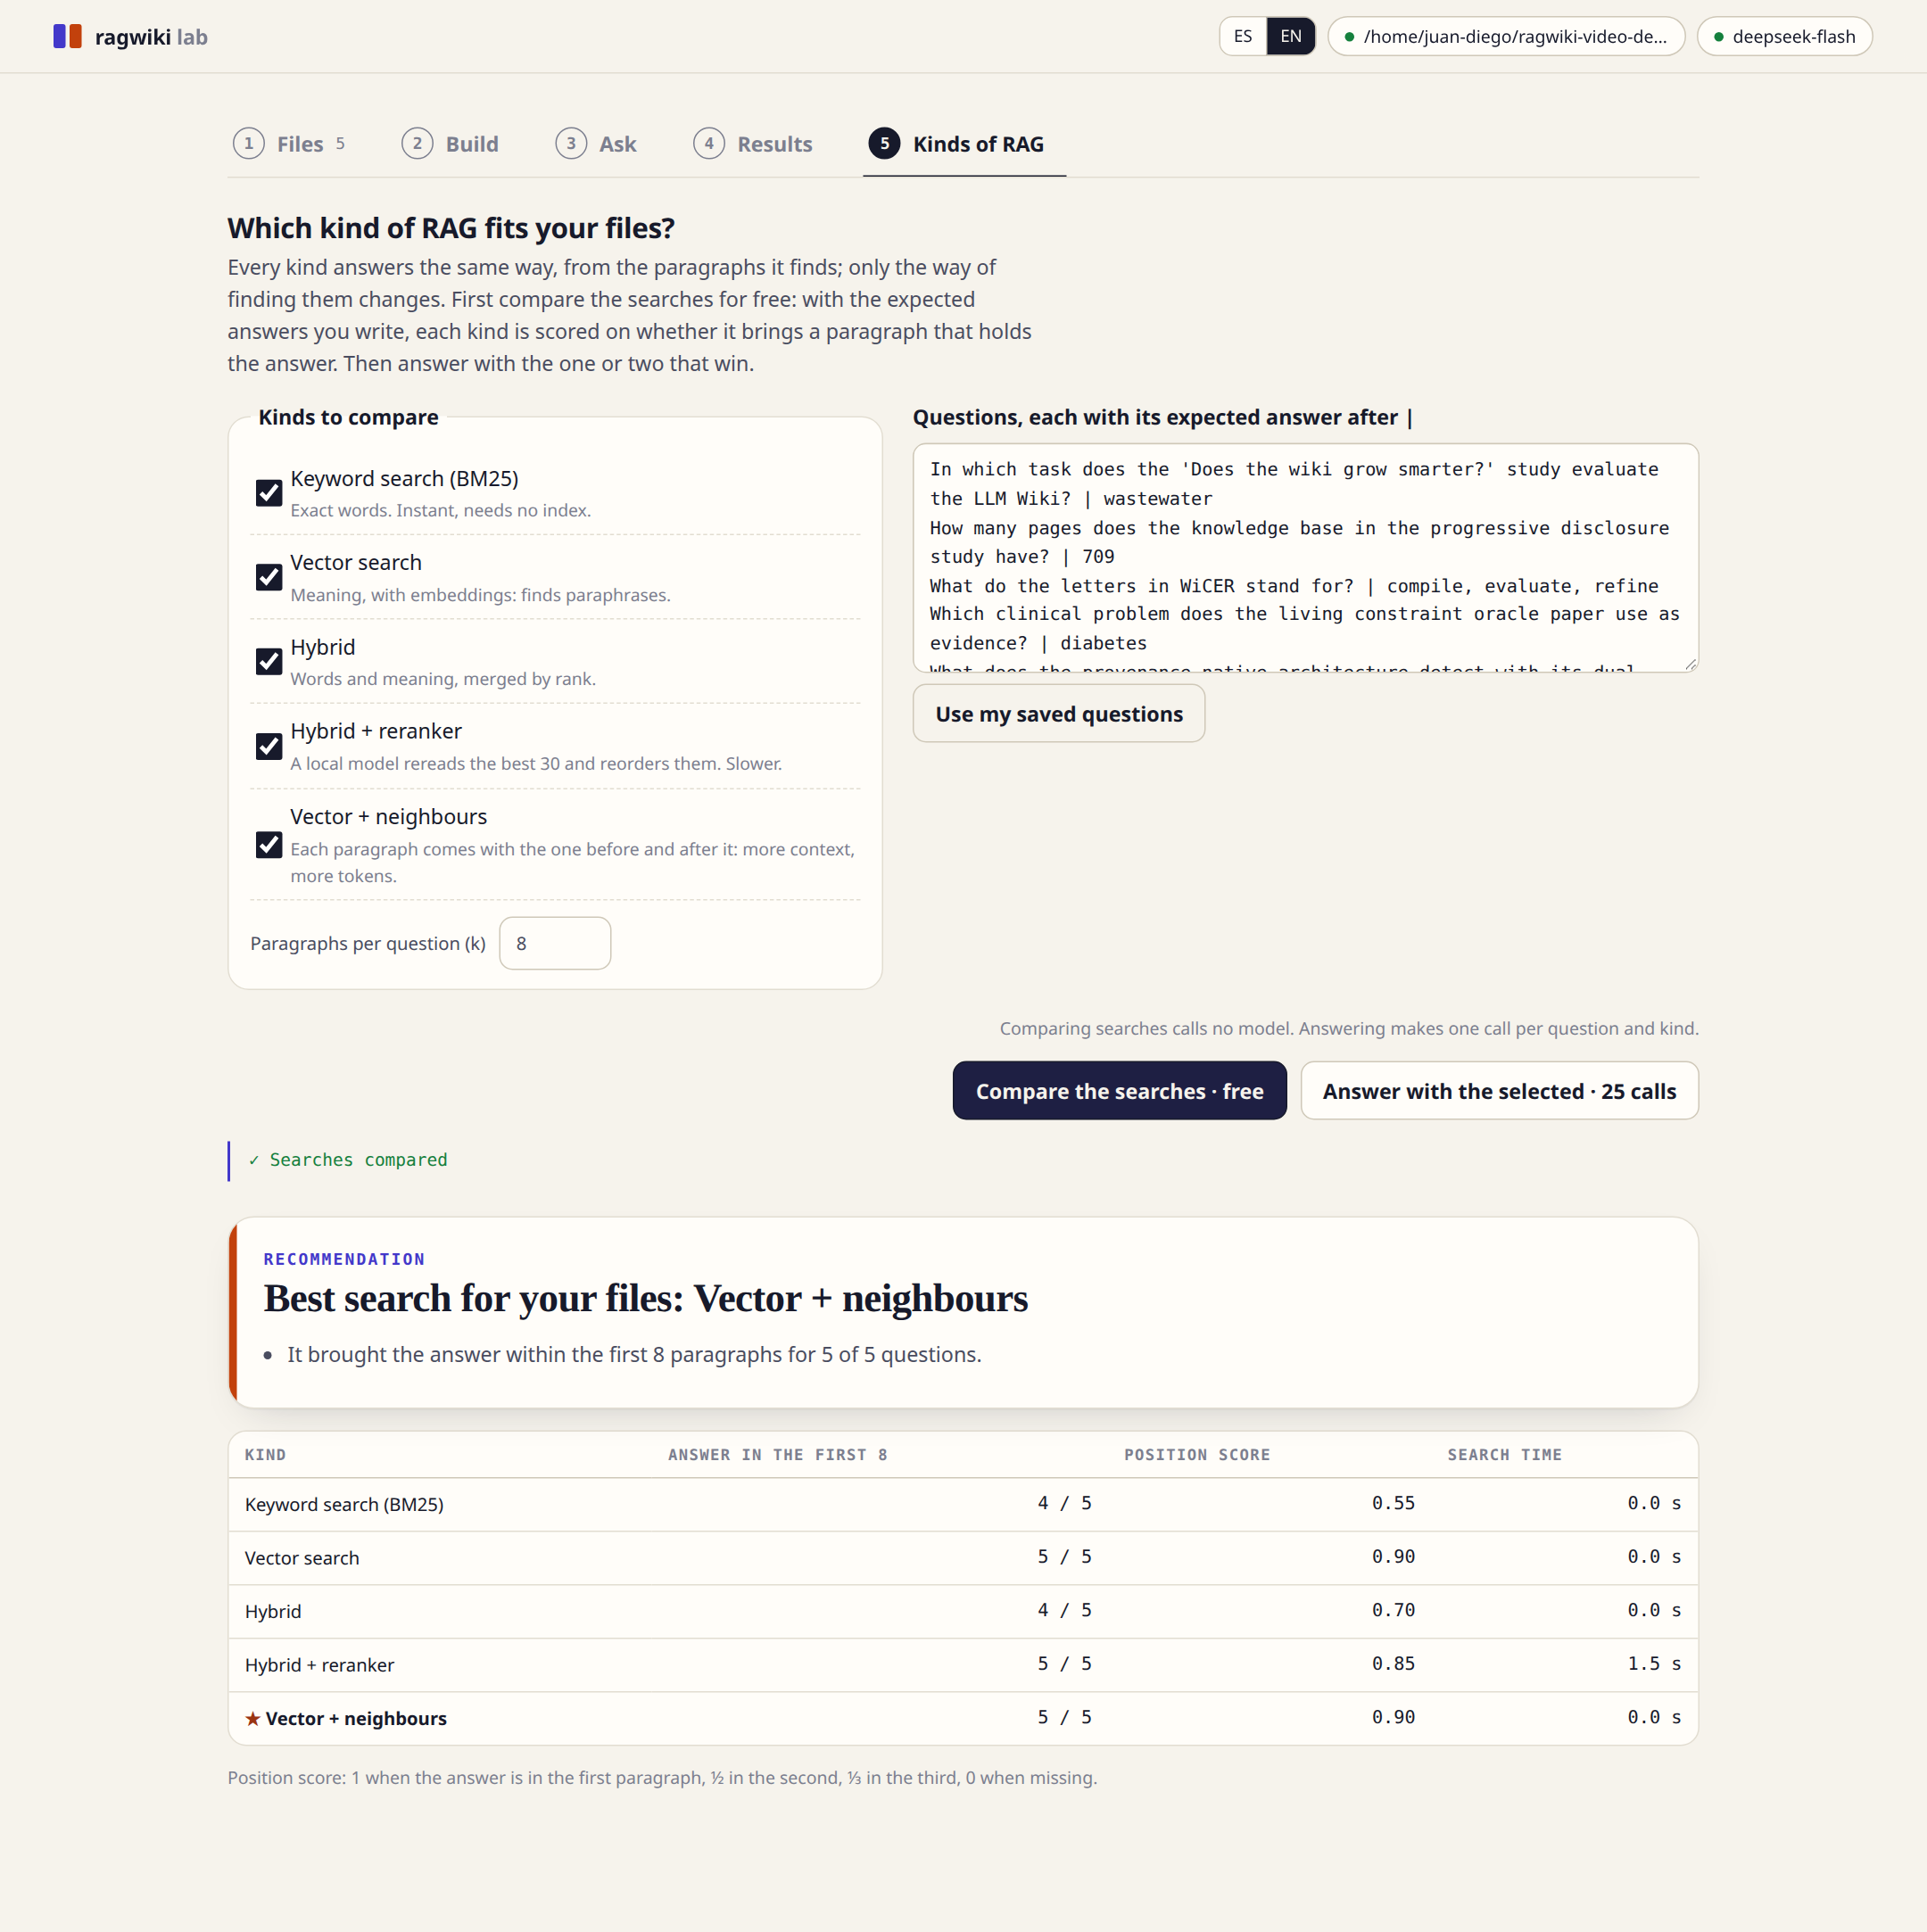 ragwiki lab
ES EN /home/juan-diego/ragwiki-video-de... deepseek-flash
1 Files 5 2 Build 3 Ask 4 Results 5 Kinds of RAG
Which kind of RAG fits your files?
Every kind answers the same way, from the paragraphs it finds; only the way of
finding them changes. First compare the searches for free: with the expected
answers you write, each kind is scored on whether it brings a paragraph that holds
the answer. Then answer with the one or two that win.
Kinds to compare
Keyword search (BM25)
Exact words. Instant, needs no index.
Vector search
Meaning, with embeddings: finds paraphrases.
Hybrid
Words and meaning, merged by rank.
Hybrid + reranker
A local model rereads the best 30 and reorders them. Slower.
Vector + neighbours
Each paragraph comes with the one before and after it: more context,
more tokens.
Paragraphs per question (k) 8
Questions, each with its expected answer after |
In which task does the 'Does the wiki grow smarter?' study evaluate
the LLM Wiki? | wastewater
How many pages does the knowledge base in the progressive disclosure
study have? | 709
What do the letters in WiCER stand for? | compile, evaluate, refine
Which clinical problem does the living constraint oracle paper use as
evidence? | diabetes
What does the provenance-native architecture detect with its dual
Use my saved questions
Comparing searches calls no model. Answering makes one call per question and kind.
Compare the searches · free Answer with the selected · 25 calls
✓ Searches compared
RECOMMENDATION
Best search for your files: Vector + neighbours
• It brought the answer within the first 8 paragraphs for 5 of 5 questions.
KIND ANSWER IN THE FIRST 8 POSITION SCORE SEARCH TIME
Keyword search (BM25) 4 / 5 0.55 0.0 s
Vector search 5 / 5 0.90 0.0 s
Hybrid 4 / 5 0.70 0.0 s
Hybrid + reranker 5 / 5 0.85 1.5 s
★ Vector + neighbours 5 / 5 0.90 0.0 s
Position score: 1 when the answer is in the first paragraph, ½ in the second, ⅓ in the third, 0 when missing.